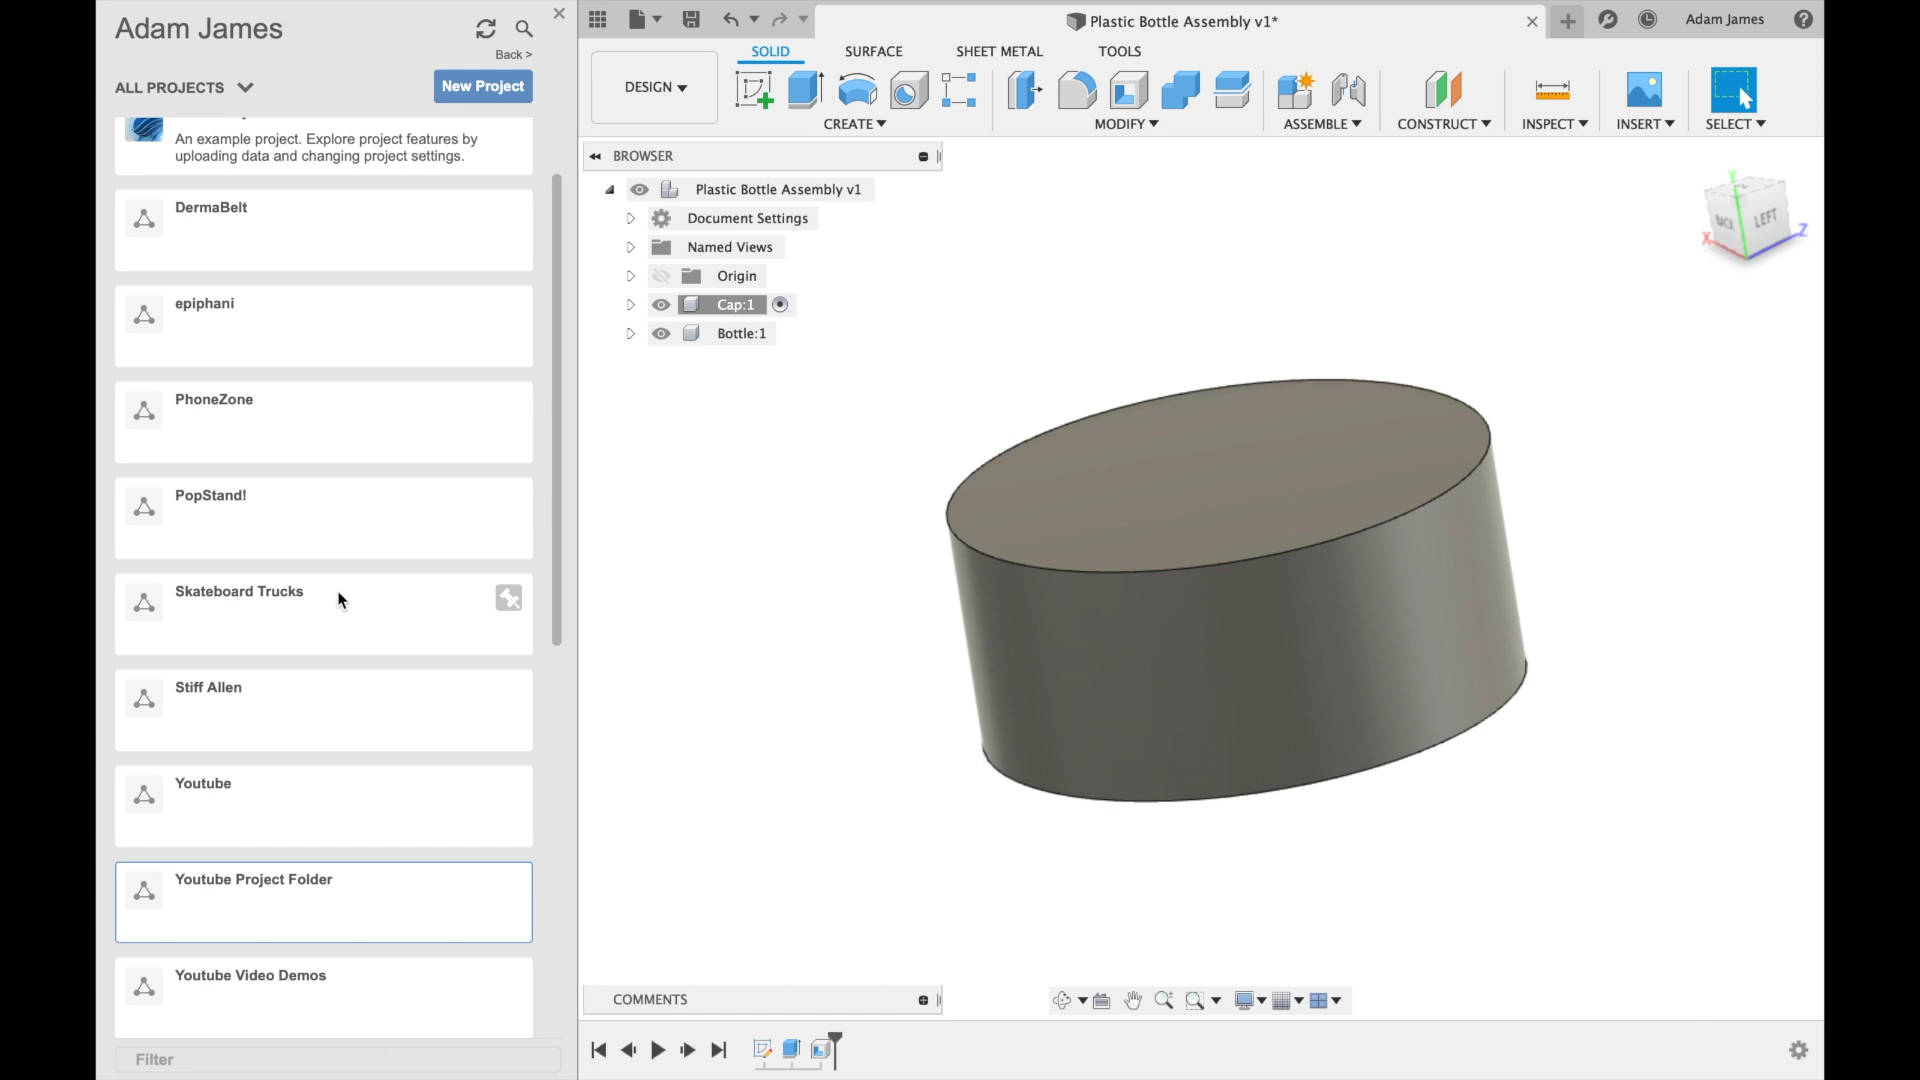 Adam James
Back >
ALL PROJECTS
New Project
An example project. Explore project features by
uploading data and changing project settings.
DermaBelt
epiphani
PhoneZone
PopStand!
Skateboard Trucks
Stiff Allen
Youtube
Youtube Project Folder
Youtube Video Demos
Filter
Plastic Bottle Assembly v1*
Adam James
SOLID
SURFACE
SHEET METAL
TOOLS
DESIGN
CREATE
MODIFY
ASSEMBLE
CONSTRUCT
INSPECT
INSERT
SELECT
BROWSER
Plastic Bottle Assembly v1
Document Settings
Named Views
Origin
Cap:1
Bottle:1
Y
BACK
LEFT
X
Z
COMMENTS